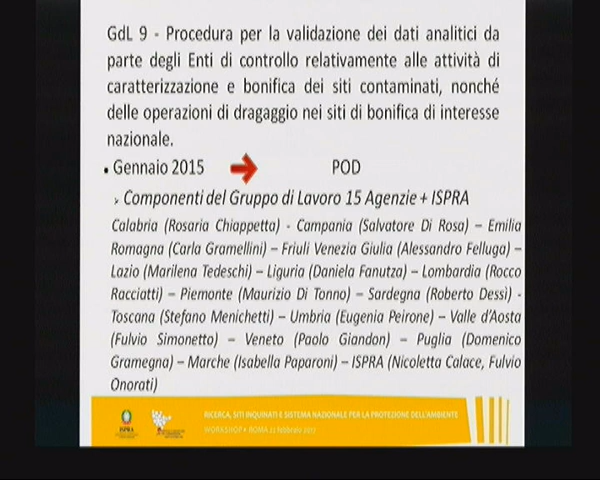 GdL 9 - Procedura per la validazione dei dati analitici da
parte degli Enti di controllo relativamente alle attività di
caratterizzazione e bonifica dei siti contaminati, nonché
delle operazioni di dragaggio nei siti di bonifica di interesse
nazionale.
• Gennaio 2015 POD
Componenti del Gruppo di Lavoro 15 Agenzie + ISPRA
Calabria (Rosaria Chiappetta) - Campania (Salvatore Di Rosa) – Emilia
Romagna (Carla Gramellini) – Friuli Venezia Giulia (Alessandro Felluga) –
Lazio (Marilena Tedeschi) – Liguria (Daniela Fanutza) – Lombardia (Rocco
Racciatti) – Piemonte (Maurizio Di Tonno) – Sardegna (Roberto Dessì) -
Toscana (Stefano Menichetti) – Umbria (Eugenia Peirone) – Valle d'Aosta
(Fulvio Simonetto) – Veneto (Paolo Giandon) – Puglia (Domenico
Gramegna) – Marche (Isabella Paparoni) – ISPRA (Nicoletta Calace, Fulvio
Onorati)
RICERCA, SITI INQUINATI E SISTEMA NAZIONALE PER LA PROTEZIONE DELL'AMBIENTE
WORKSHOP • ROMA 22 febbraio 2017
ISPRA